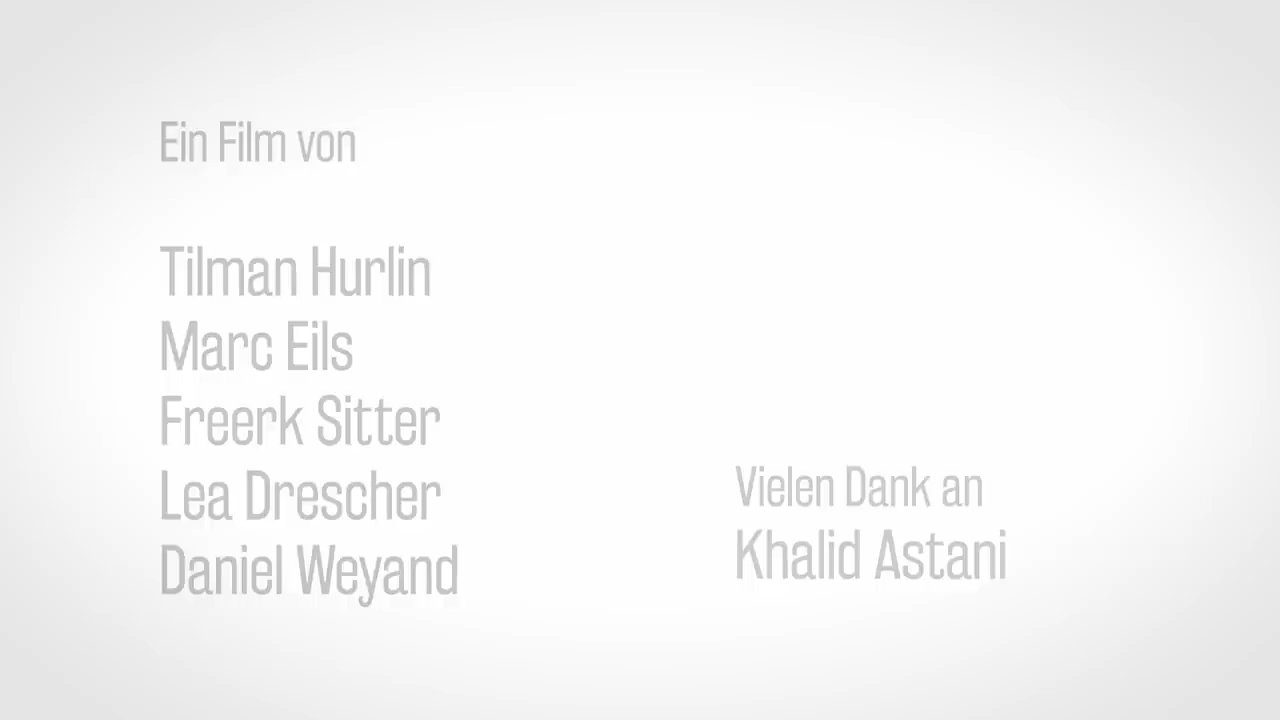 Ein Film von
Tilman Hurlin
Marc Eils
Freerk Sitter
Lea Drescher
Daniel Weyand
Vielen Dank an
Khalid Astani